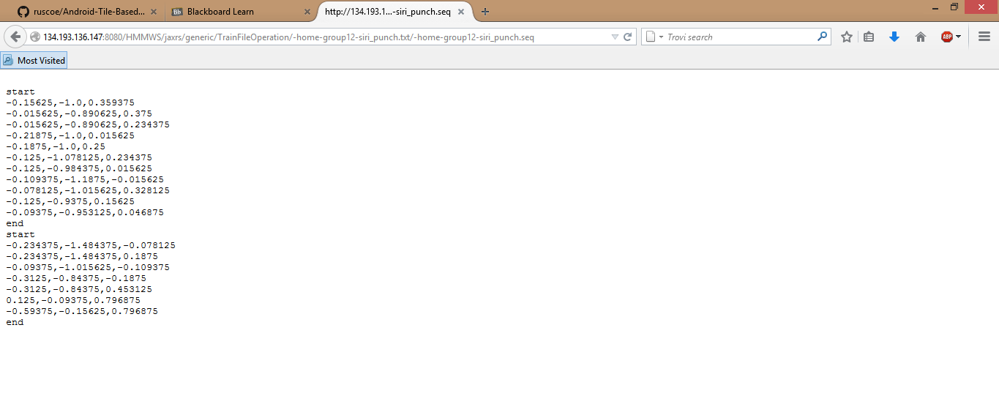 ruscoe/Android-Tile-Based...
Blackboard Learn
http://134.193.1...-siri_punch.seq
134.193.136.147:8080/HMMWS/jaxrs/generic/TrainFileOperation/-home-group12-siri_punch.txt/-home-group12-siri_punch.seq
Trovi search
ABP
Most Visited
start
-0.15625,-1.0,0.359375
-0.015625,-0.890625,0.375
-0.015625,-0.890625,0.234375
-0.21875,-1.0,0.015625
-0.1875,-1.0,0.25
-0.125,-1.078125,0.234375
-0.125,-0.984375,0.015625
-0.109375,-1.1875,-0.015625
-0.078125,-1.015625,0.328125
-0.125,-0.9375,0.15625
-0.09375,-0.953125,0.046875
end
start
-0.234375,-1.484375,-0.078125
-0.234375,-1.484375,0.1875
-0.09375,-1.015625,-0.109375
-0.3125,-0.84375,-0.1875
-0.3125,-0.84375,0.453125
0.125,-0.09375,0.796875
-0.59375,-0.15625,0.796875
end